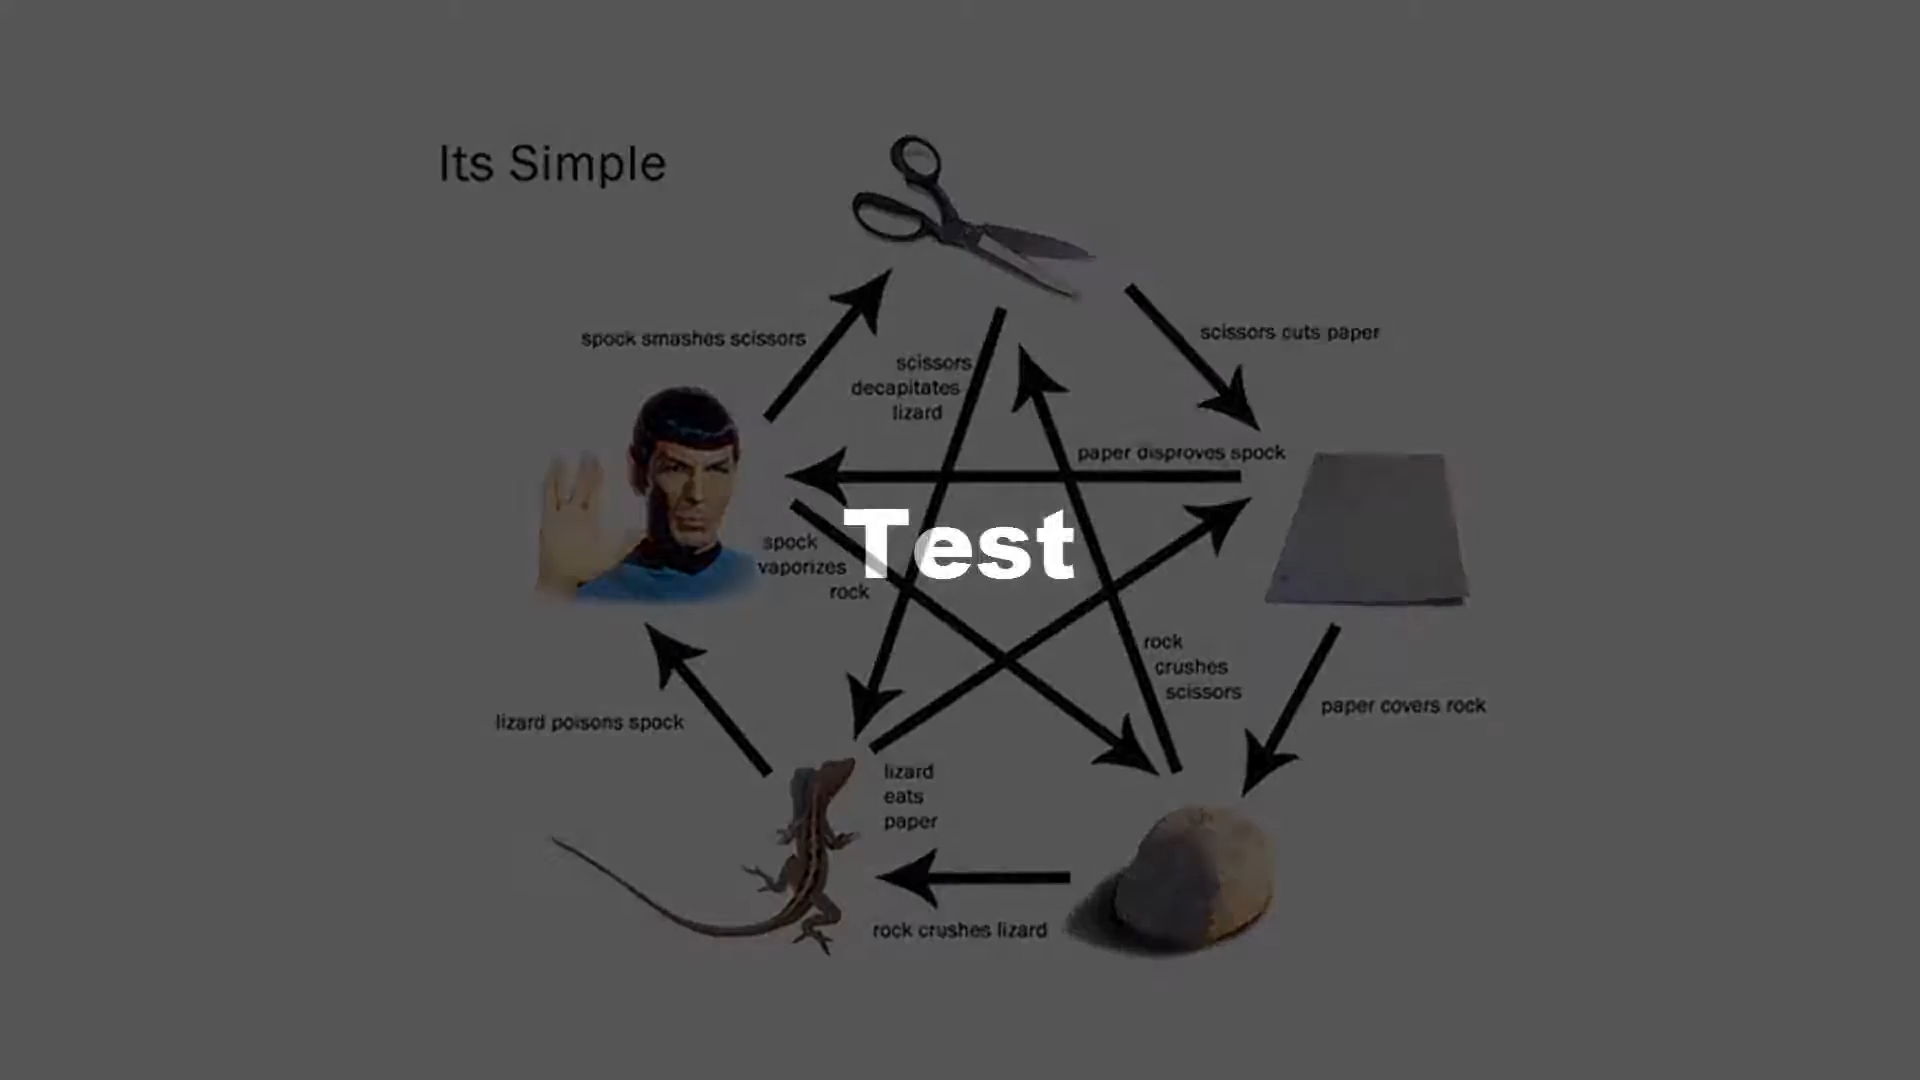 Its Simple
spock smashes scissors
scissors cuts paper
scissors
decapitates
lizard
paper disproves spock
Test
spock
vaporizes
rock
rock
crushes
scissors
paper covers rock
lizard poisons spock
lizard
eats
paper
rock crushes lizard